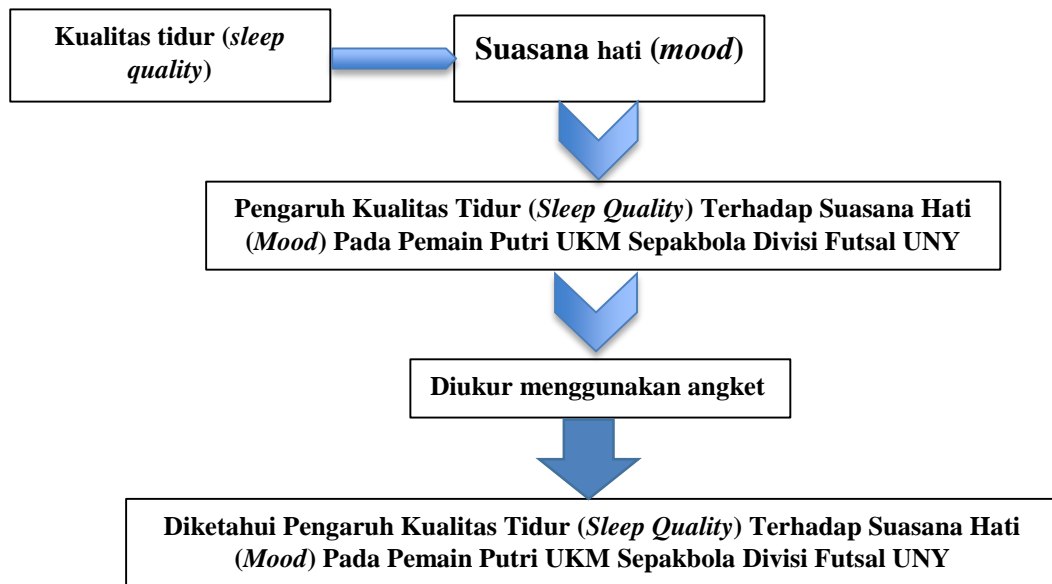 Kualitas tidur (sleep
quality)
Suasana hati (mood)
Pengaruh Kualitas Tidur (Sleep Quality) Terhadap Suasana Hati
(Mood) Pada Pemain Putri UKM Sepakbola Divisi Futsal UNY
Diukur menggunakan angket
Diketahui Pengaruh Kualitas Tidur (Sleep Quality) Terhadap Suasana Hati
(Mood) Pada Pemain Putri UKM Sepakbola Divisi Futsal UNY